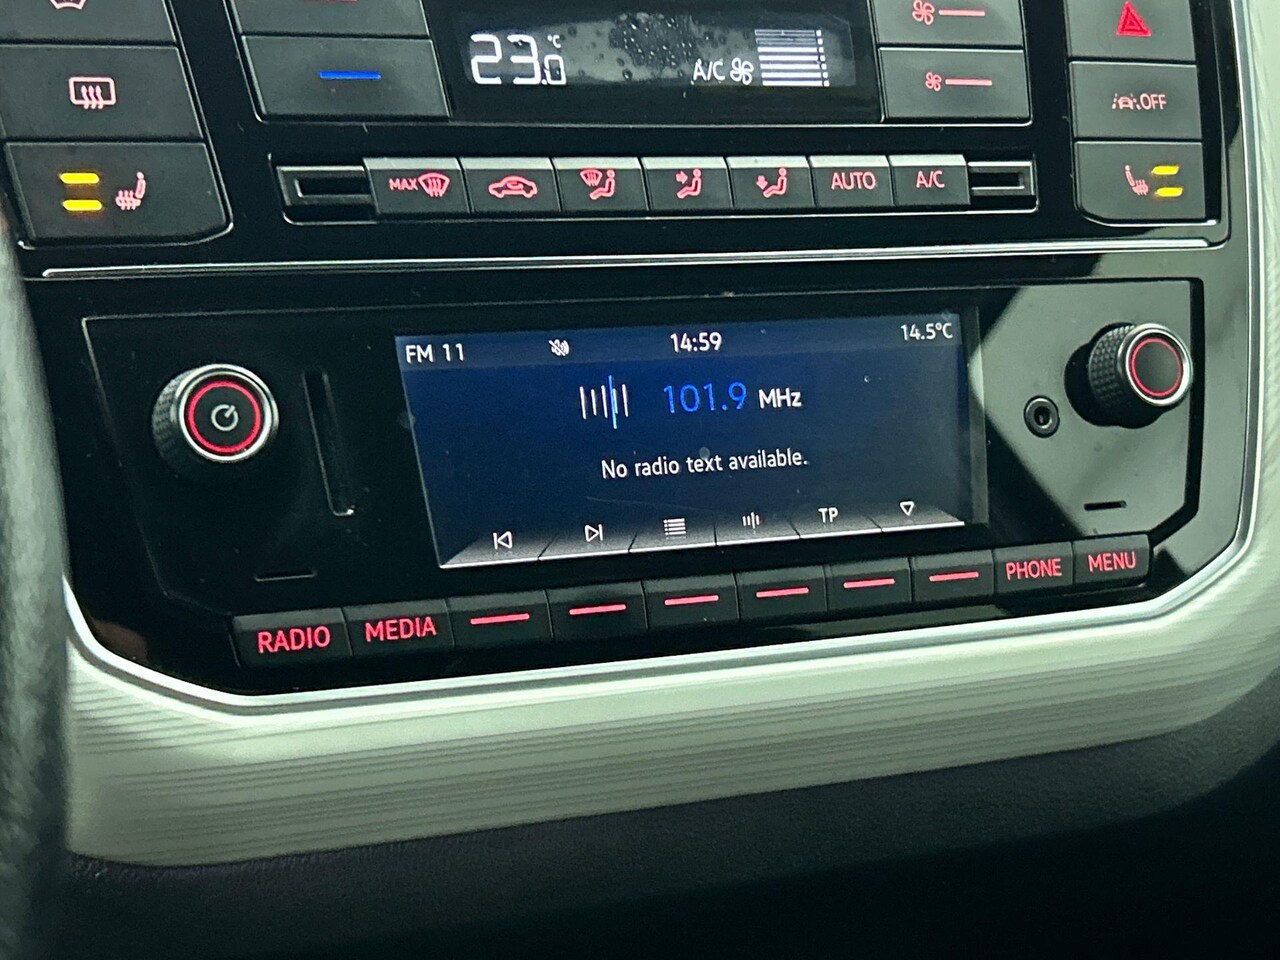 23.0 °C
A/C
OFF
MAX
AUTO
A/C
FM 11
14:59
14.5°C
101.9 MHz
No radio text available.
TP
RADIO
MEDIA
PHONE
MENU